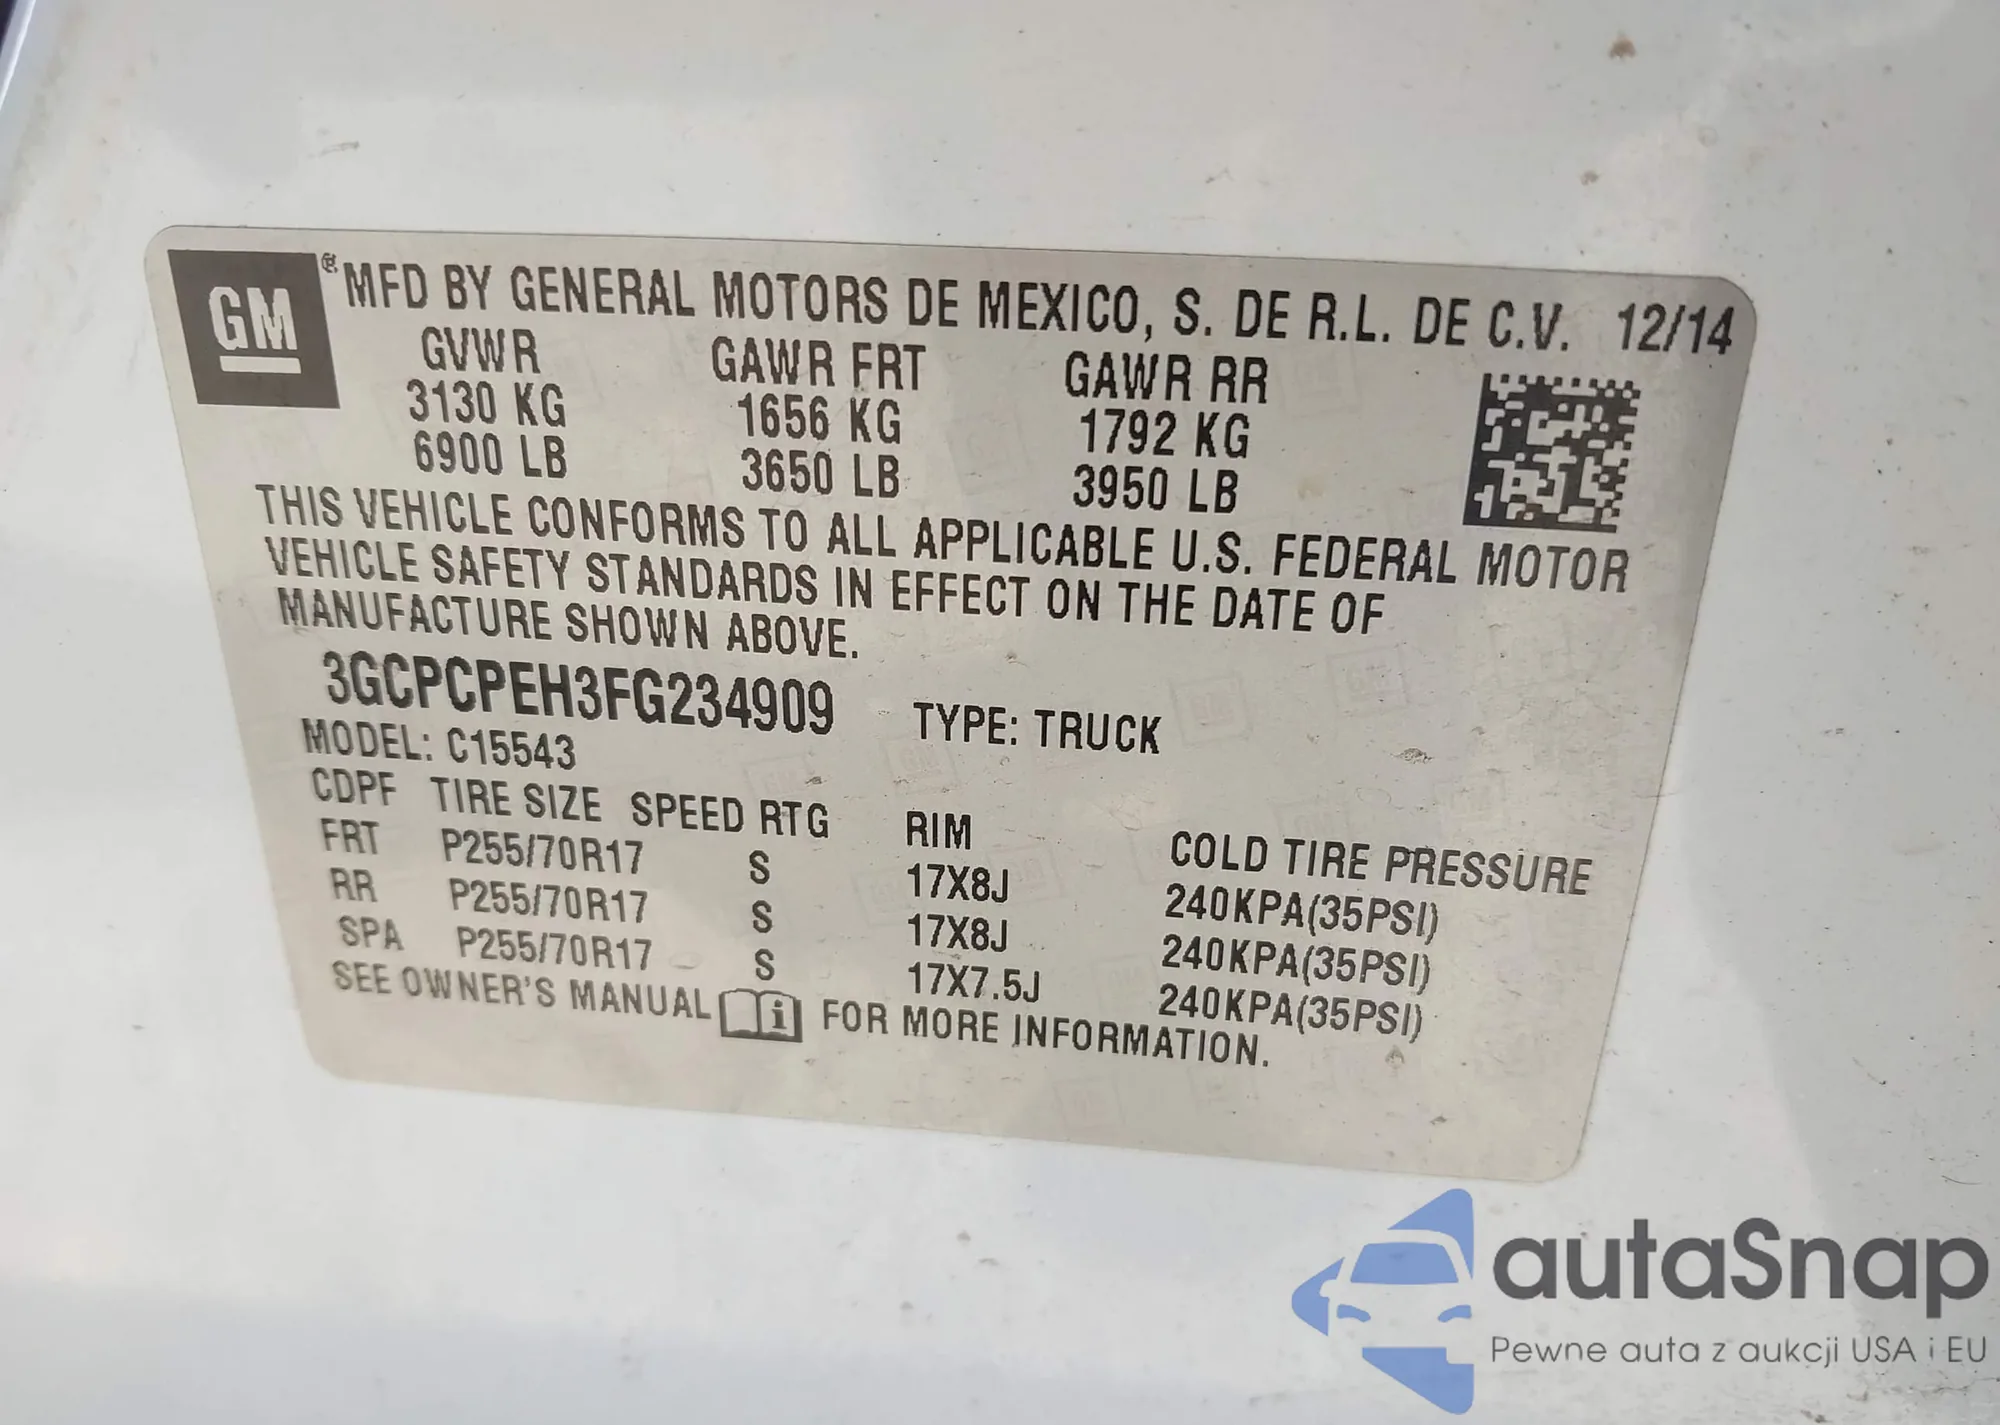 GM ® MFD BY GENERAL MOTORS DE MEXICO, S. DE R.L. DE C.V. 12/14
GVWR GAWR FRT GAWR RR
3130 KG 1656 KG 1792 KG
6900 LB 3650 LB 3950 LB
THIS VEHICLE CONFORMS TO ALL APPLICABLE U.S. FEDERAL MOTOR
VEHICLE SAFETY STANDARDS IN EFFECT ON THE DATE OF
MANUFACTURE SHOWN ABOVE.
3GCPCPEH3FG234909 TYPE: TRUCK
MODEL: C15543
CDPF TIRE SIZE SPEED RTG RIM COLD TIRE PRESSURE
FRT P255/70R17 S 17X8J 240KPA(35PSI)
RR P255/70R17 S 17X8J 240KPA(35PSI)
SPA P255/70R17 S 17X7.5J 240KPA(35PSI)
SEE OWNER'S MANUAL i FOR MORE INFORMATION.
autaSnap
Pewne auta z aukcji USA i EU